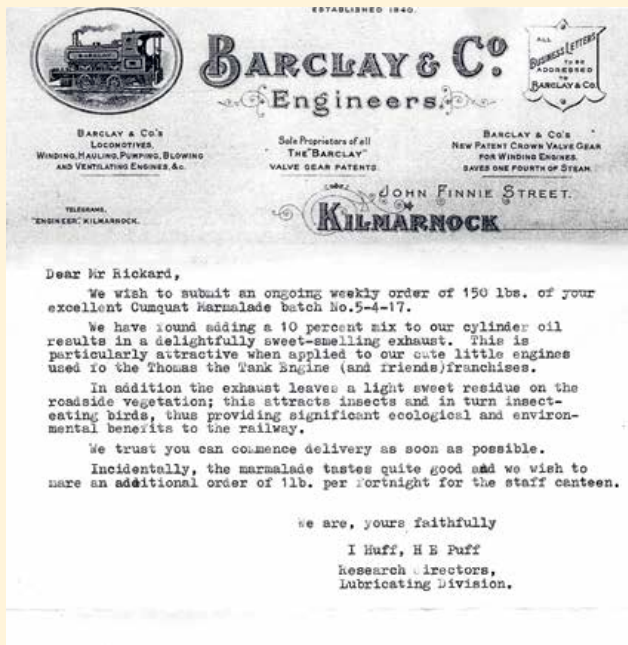 ESTABLISHED 1840.
BARCLAY & Co.
Engineers.
ALL
BUSINESS LETTERS
TO BE
ADDRESSED
TO
BARCLAY & CO.
BARCLAY & CO.'S
LOCOMOTIVES.
WINDING, HAULING, PUMPING, BLOWING
AND VENTILATING ENGINES, &c.
Sole Proprietors of all
THE "BARCLAY"
VALVE GEAR PATENTS.
BARCLAY & CO'S
NEW PATENT CROWN VALVE GEAR
FOR WINDING ENGINES.
SAVES ONE FOURTH OF STEAM.
TELEGRAMS,
"ENGINEER," KILMARNOCK.
JOHN FINNIE STREET.
KILMARNOCK
Dear Mr Rickard,
We wish to submit an ongoing weekly order of 150 lbs. of your
excellent Cumquat Marmalade batch No.5-4-17.
We have found adding a 10 percent mix to our cylinder oil
results in a delightfully sweet-smelling exhaust. This is
particularly attractive when applied to our cute little engines
used fo the Thomas the Tank Engine (and friends)franchises.
In addition the exhaust leaves a light sweet residue on the
roadside vegetation; this attracts insects and in turn insect-
eating birds, thus providing significant ecological and environ-
mental benefits to the railway.
We trust you can commence delivery as soon as possible.
Incidentally, the marmalade tastes quite good and we wish to
make an additional order of 1lb. per fortnight for the staff canteen.
We are, yours faithfully
I Huff, H E Puff
Research Directors,
Lubricating Division.